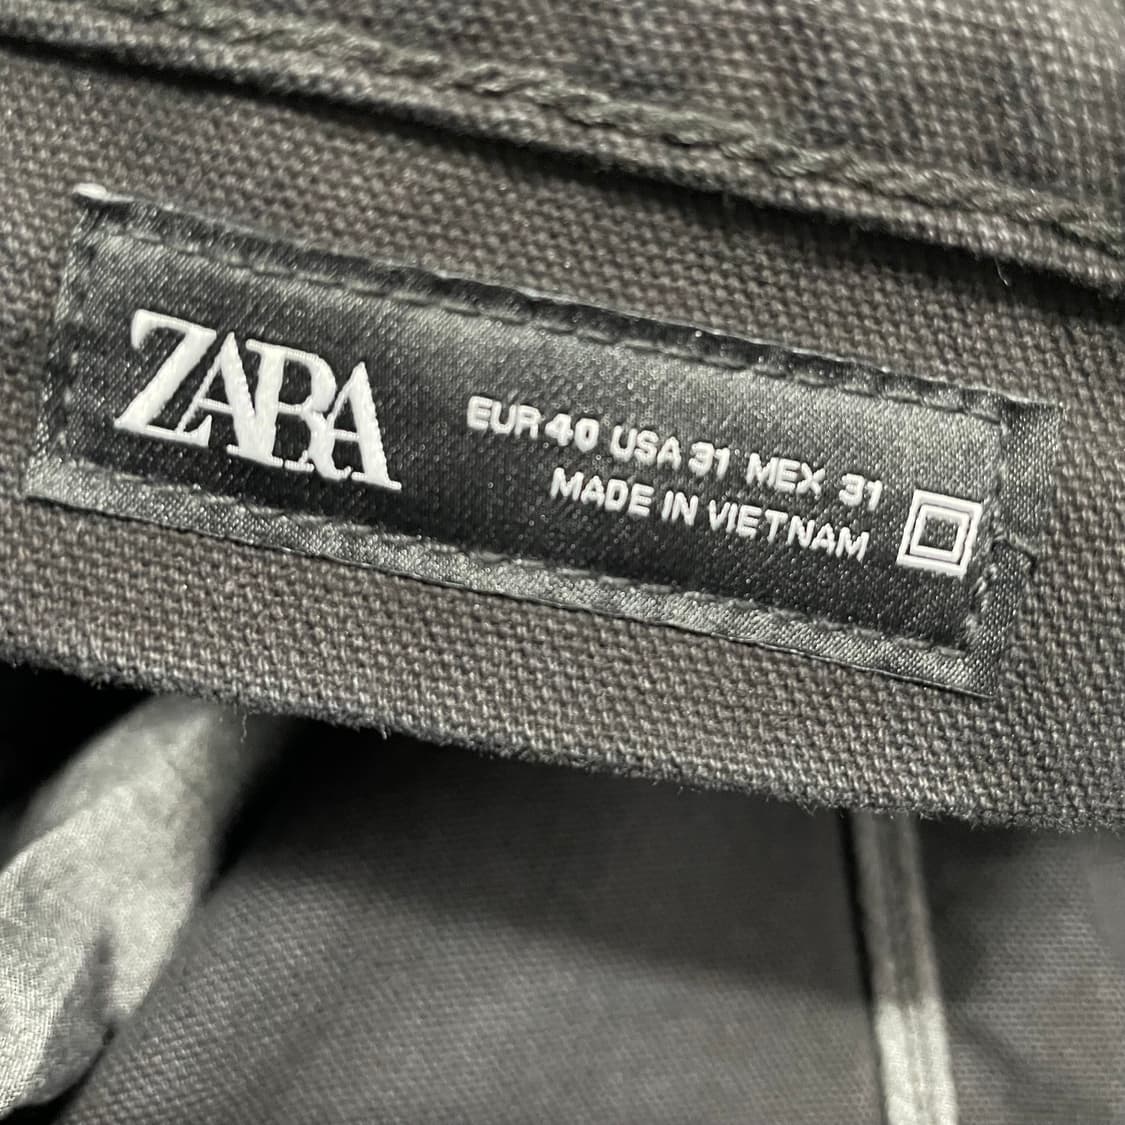 ZARA
EUR 40 USA 31 MEX 31
MADE IN VIETNAM